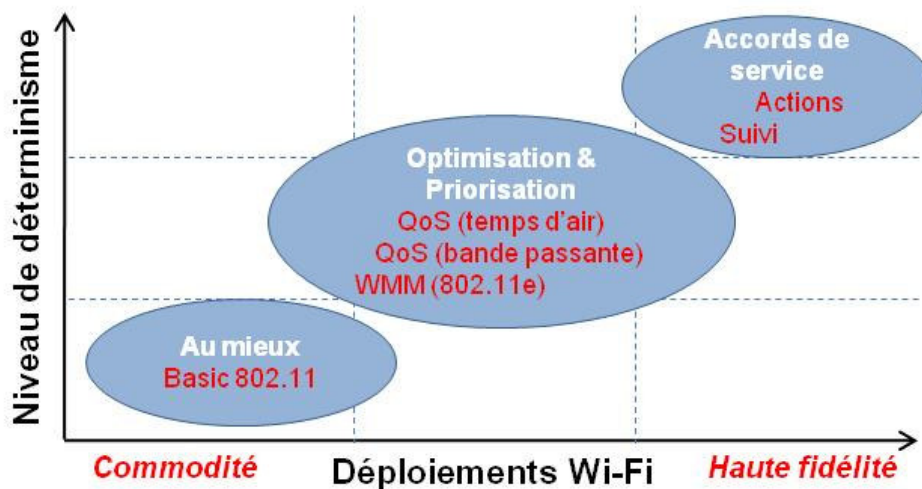 Niveau de déterminisme
Accords de
service
Actions
Suivi
Optimisation &
Priorisation
QoS (temps d'air)
QoS (bande passante)
WMM (802.11e)
Au mieux
Basic 802.11
Commodité
Déploiements Wi-Fi
Haute fidélité